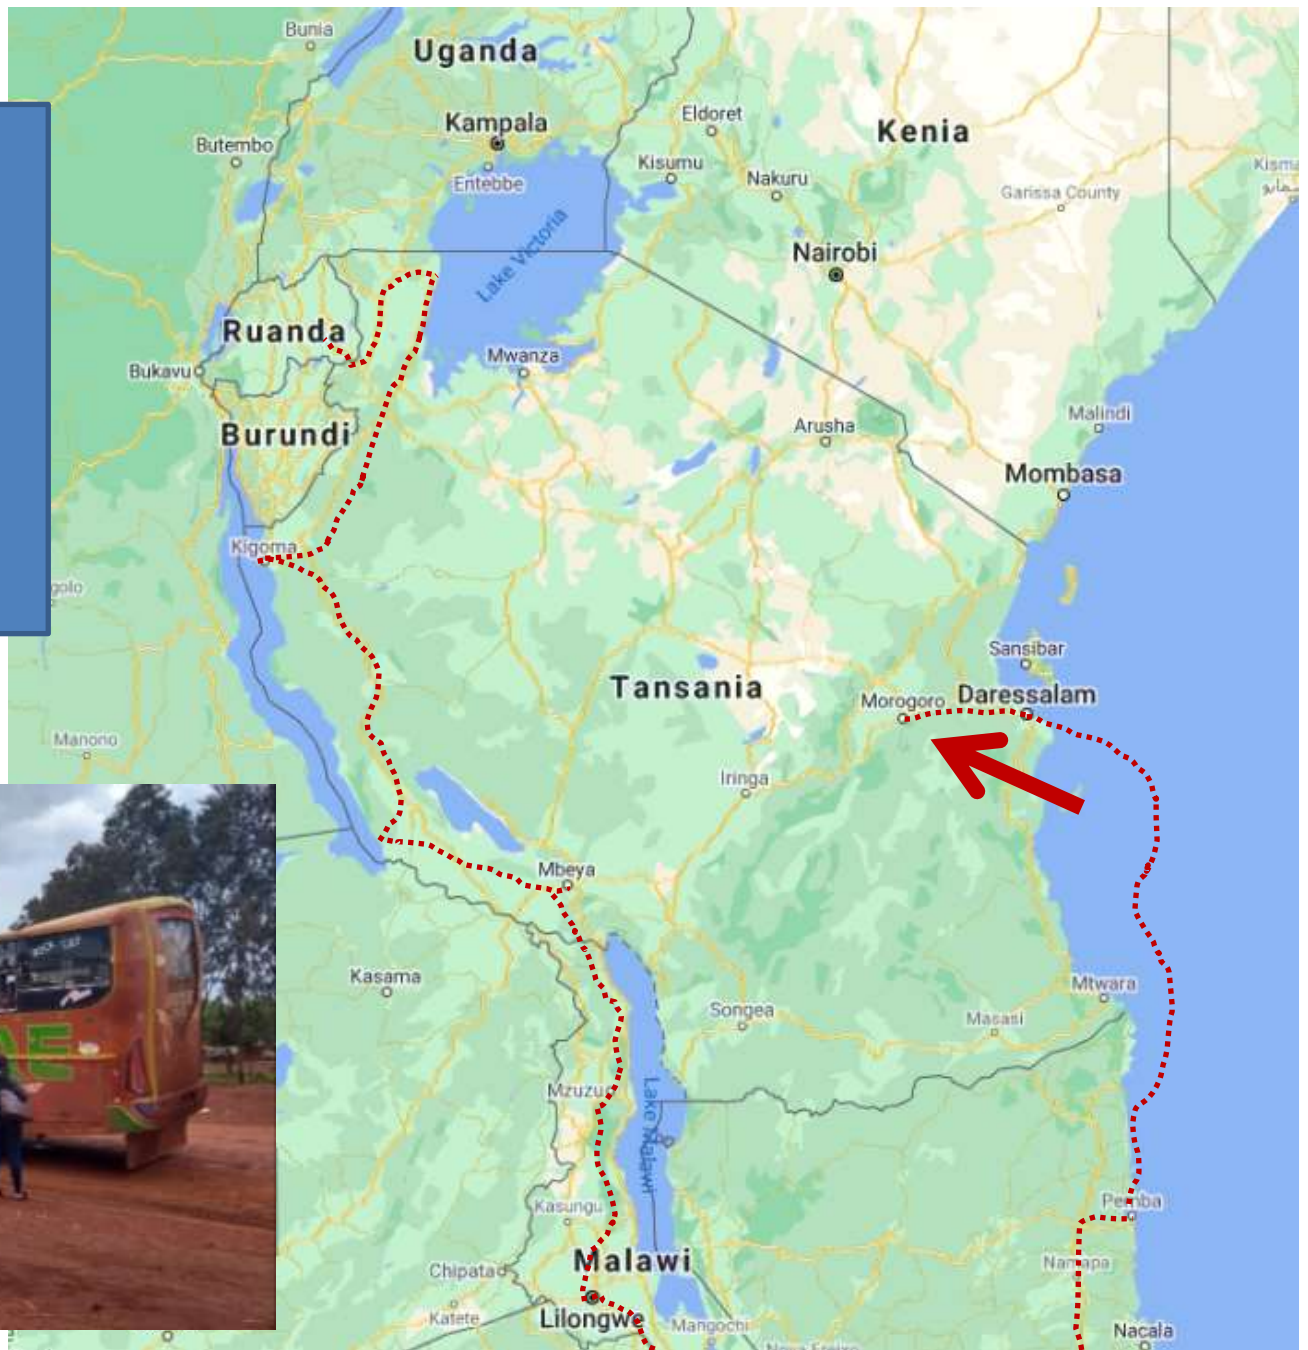 Bunia
Uganda
Kampala
Eldoret
Kenia
Butembo
Kisumu
Entebbe
Nakuru
Garissa County
Lake Victoria
Nairobi
Ruanda
Mwanza
Bukavu
Malindi
Burundi
Arusha
Mombasa
Kigoma
golo
Sansibar
Tansania
Morogoro
Daressalam
Manono
Iringa
Mbeya
Kasama
Mtwara
Songea
Masasi
Mzuzu
Lake Malawi
Pemba
Kasungu
Malawi
Namapa
Chipata
Katete
Lilongwe
Mangochi
Nacala